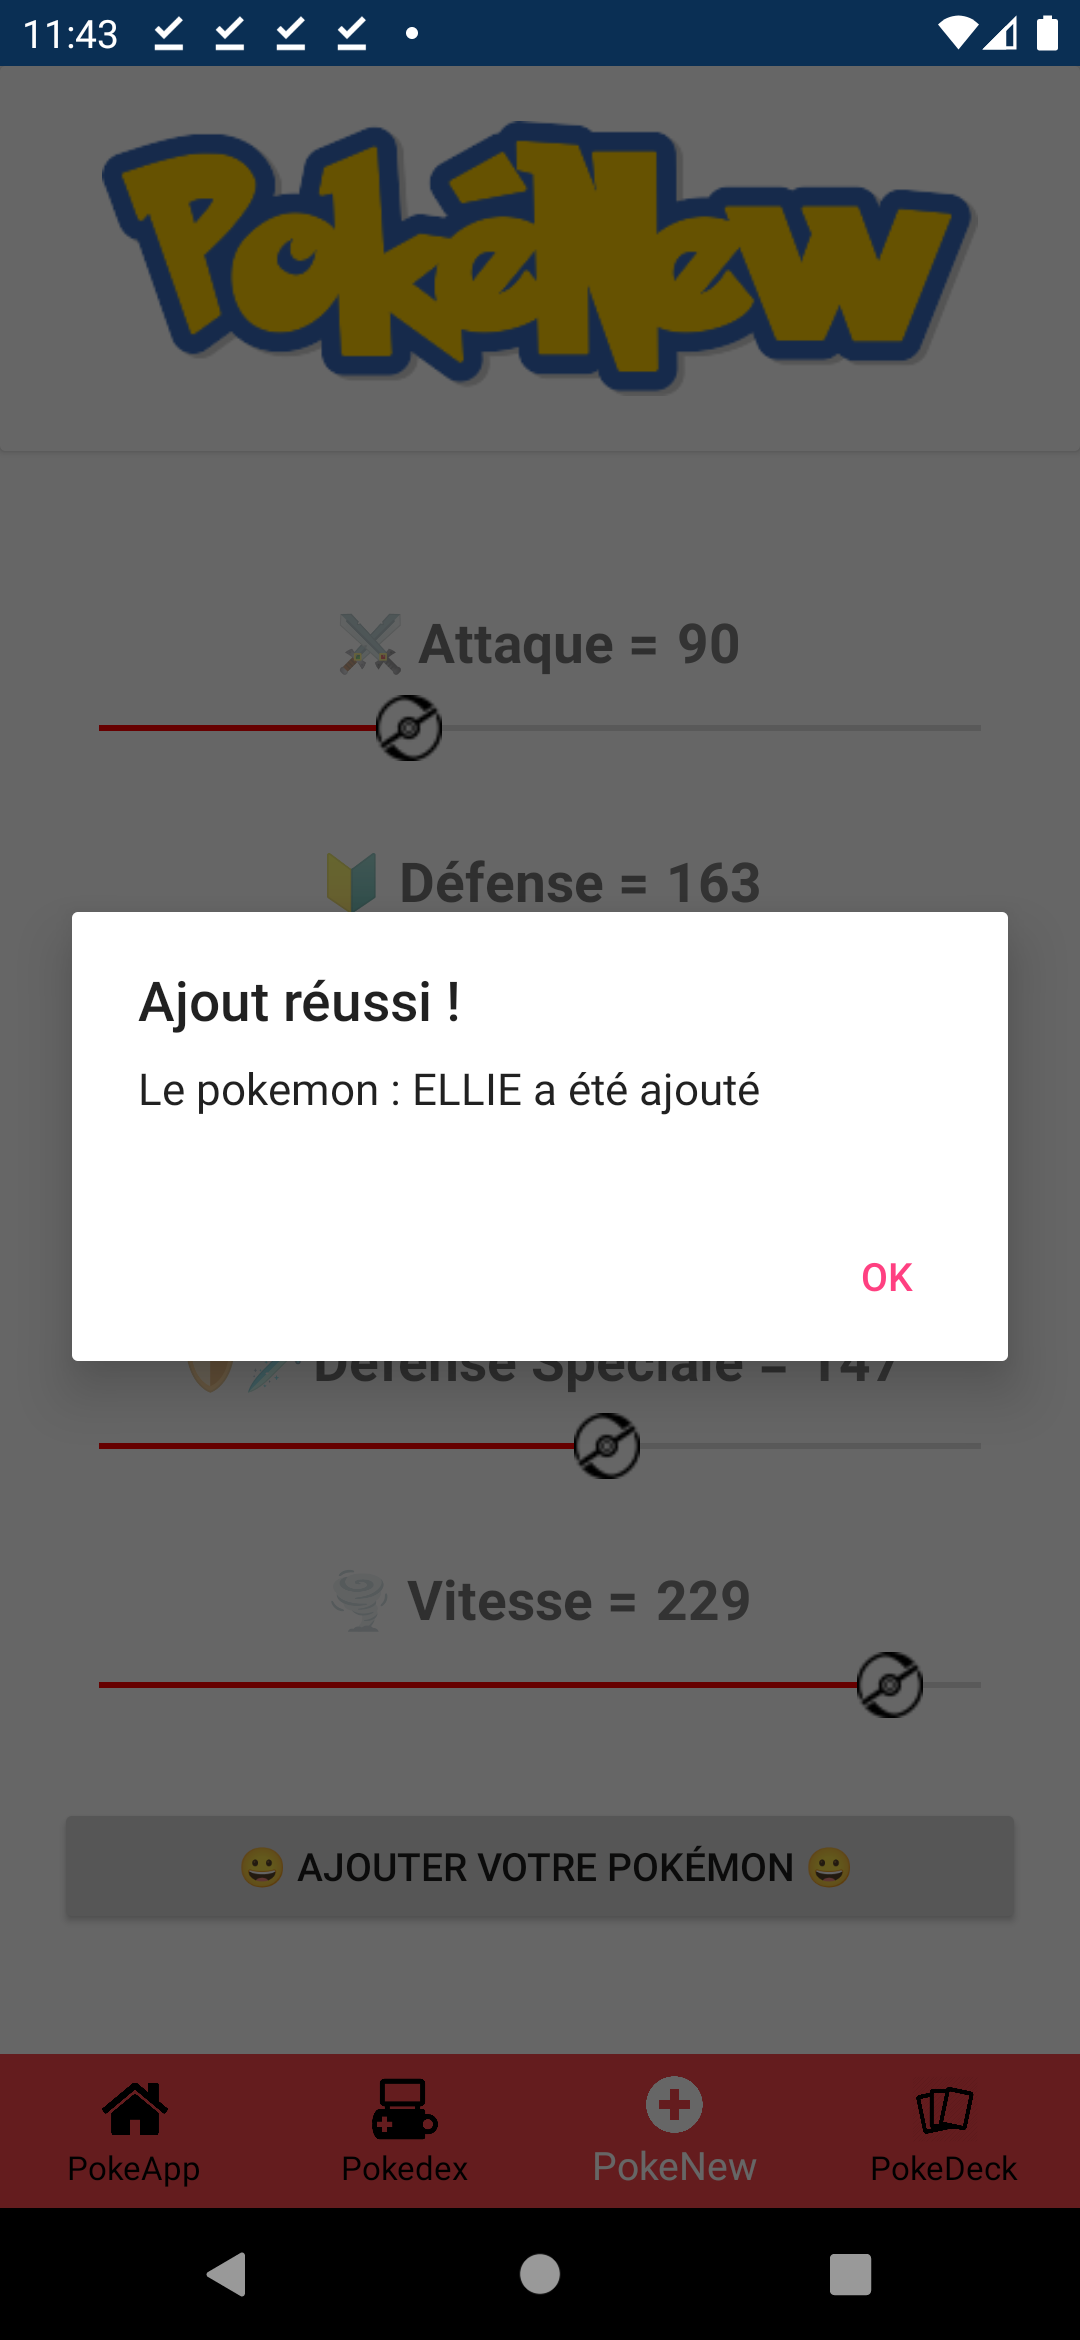 11:43
PokéNew
⚔️ Attaque = 90
🔰 Défense = 163
Ajout réussi !
Le pokemon : ELLIE a été ajouté
OK
Défense Spéciale = 147
🌪️ Vitesse = 229
😀 AJOUTER VOTRE POKÉMON 😀
PokeApp
Pokedex
PokeNew
PokeDeck